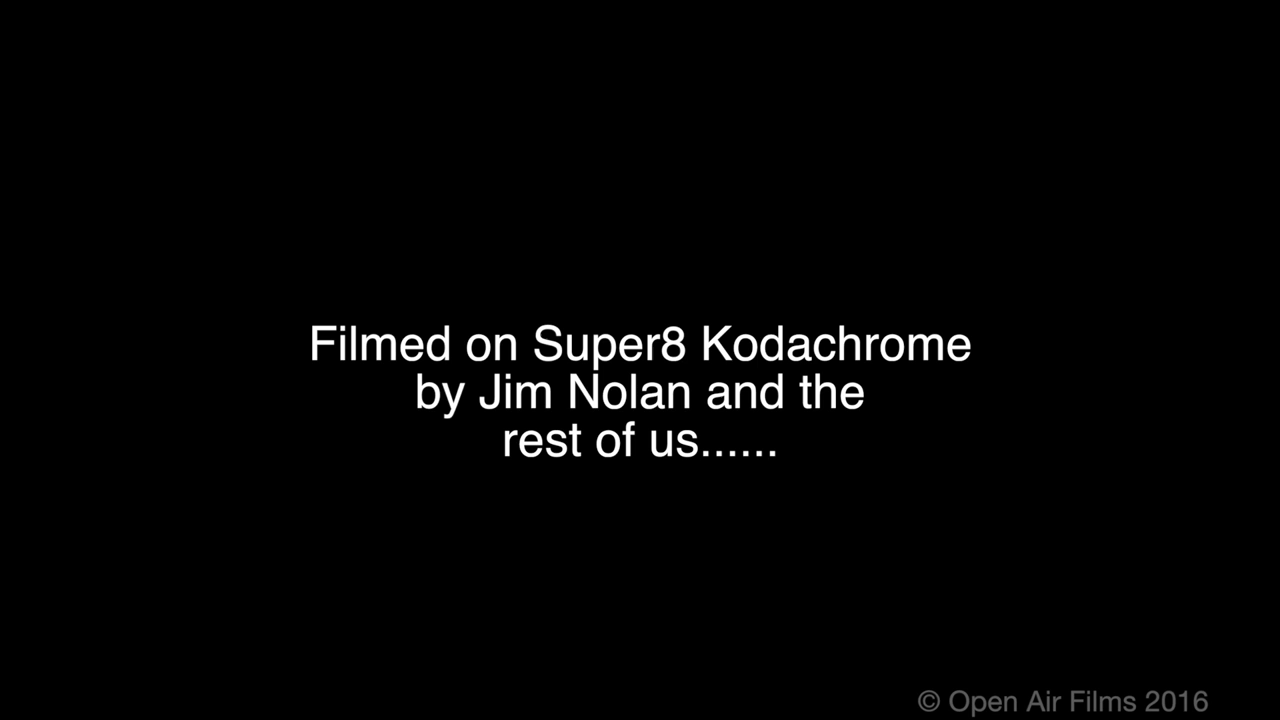 Filmed on Super8 Kodachrome
by Jim Nolan and the
rest of us......
© Open Air Films 2016